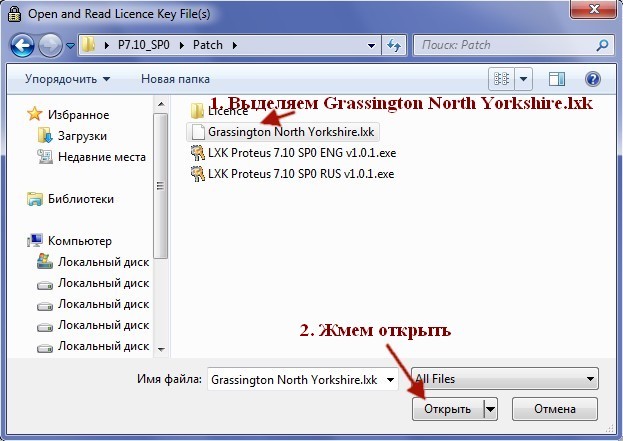 Open and Read Licence Key File(s)
P7.10_SP0 Patch
Поиск: Patch
Упорядочить Новая папка
1. Выделяем Grassington North Yorkshire.lxk
Избранное
Загрузки
Недавние места
Библиотеки
Компьютер
Локальный диск
Локальный диск
Локальный диск
Локальный диск
Локальный диск
Licence
Grassington North Yorkshire.lxk
LXK Proteus 7.10 SP0 ENG v1.0.1.exe
LXK Proteus 7.10 SP0 RUS v1.0.1.exe
2. Жмем открыть
Имя файла: Grassington North Yorkshire.lxk All Files
Открыть Отмена